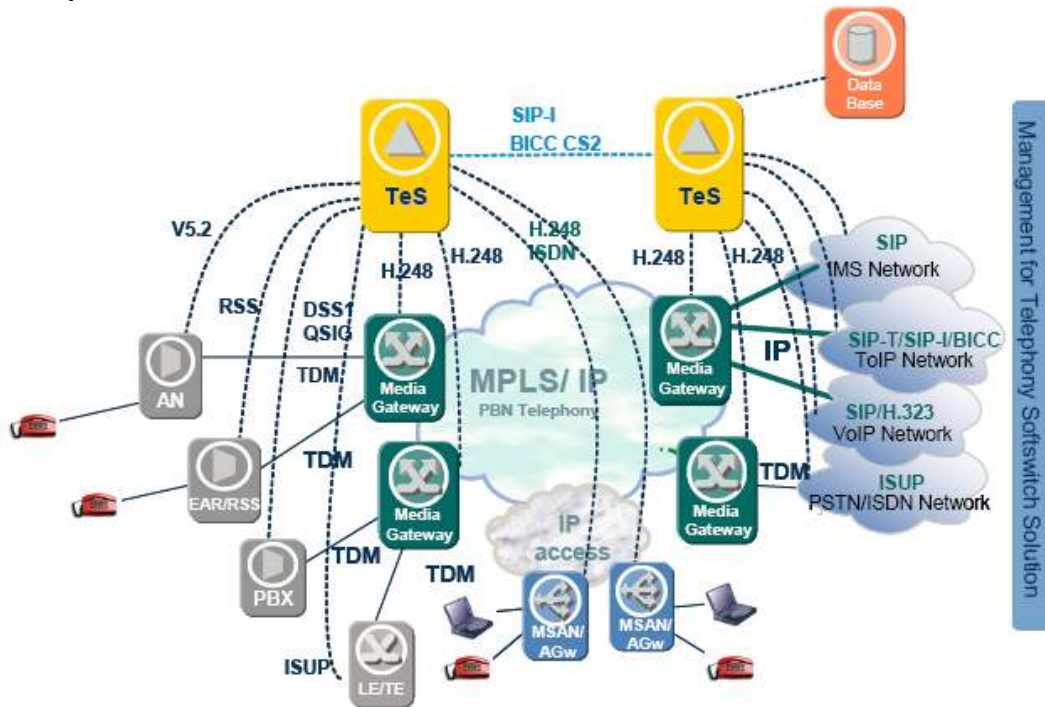 Data
Base
SIP-I
BICC CS2
TeS
TeS
V5.2
H.248
H.248
H.248
ISDN
H.248
H.248
SIP
IMS Network
RSS
DSS1
QSIG
SIP-T/SIP-I/BICC
ToIP Network
IP
Media
Gateway
Media
Gateway
MPLS/ IP
PBN Telephony
TDM
AN
SIP/H.323
VoIP Network
TDM
EAR/RSS
Media
Gateway
Media
Gateway
TDM
ISUP
PSTN/ISDN Network
IP
access
TDM
TDM
PBX
MSAN/
AGw
MSAN/
AGw
ISUP
LE/TE
Management for Telephony Softswitch Solution